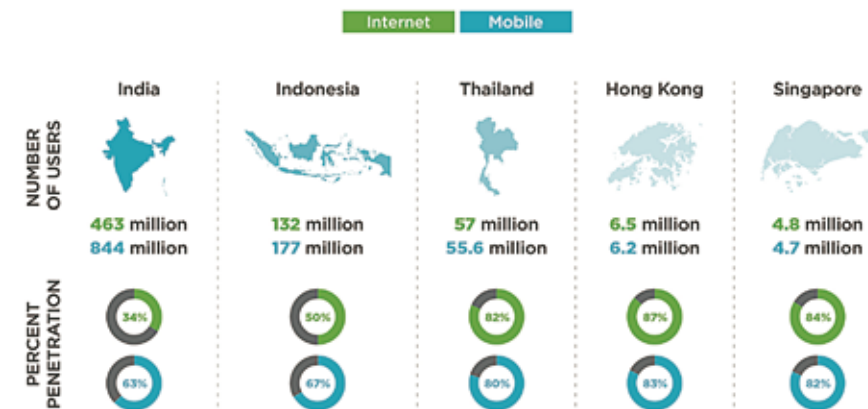 Internet Mobile
India Indonesia Thailand Hong Kong Singapore
NUMBER
OF USERS
463 million 132 million 57 million 6.5 million 4.8 million
844 million 177 million 55.6 million 6.2 million 4.7 million
PERCENT
PENETRATION
34% 50% 82% 87% 84%
63% 67% 80% 83% 82%